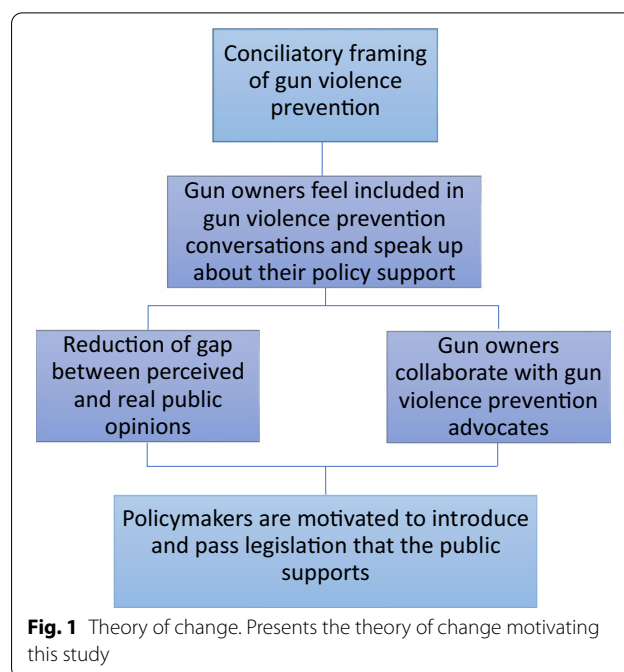 Conciliatory framing
of gun violence
prevention
Gun owners feel included in
gun violence prevention
conversations and speak up
about their policy support
Reduction of gap
between perceived
and real public
opinions
Gun owners
collaborate with gun
violence prevention
advocates
Policymakers are motivated to introduce
and pass legislation that the public
supports
Fig. 1 Theory of change. Presents the theory of change motivating
this study